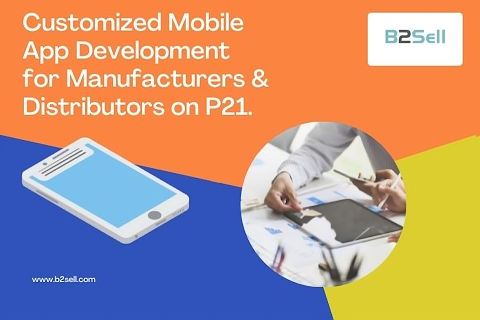 Customized Mobile
App Development
for Manufacturers &
Distributors on P21.
B2Sell
www.b2sell.com